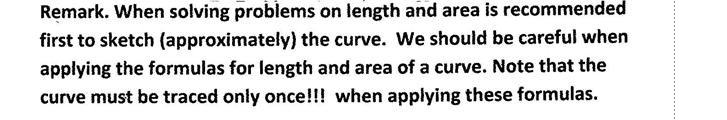 Remark. When solving problems on length and area is recommended
first to sketch (approximately) the curve.  We should be careful when
applying the formulas for length and area of a curve. Note that the
curve must be traced only once!!!  when applying these formulas.